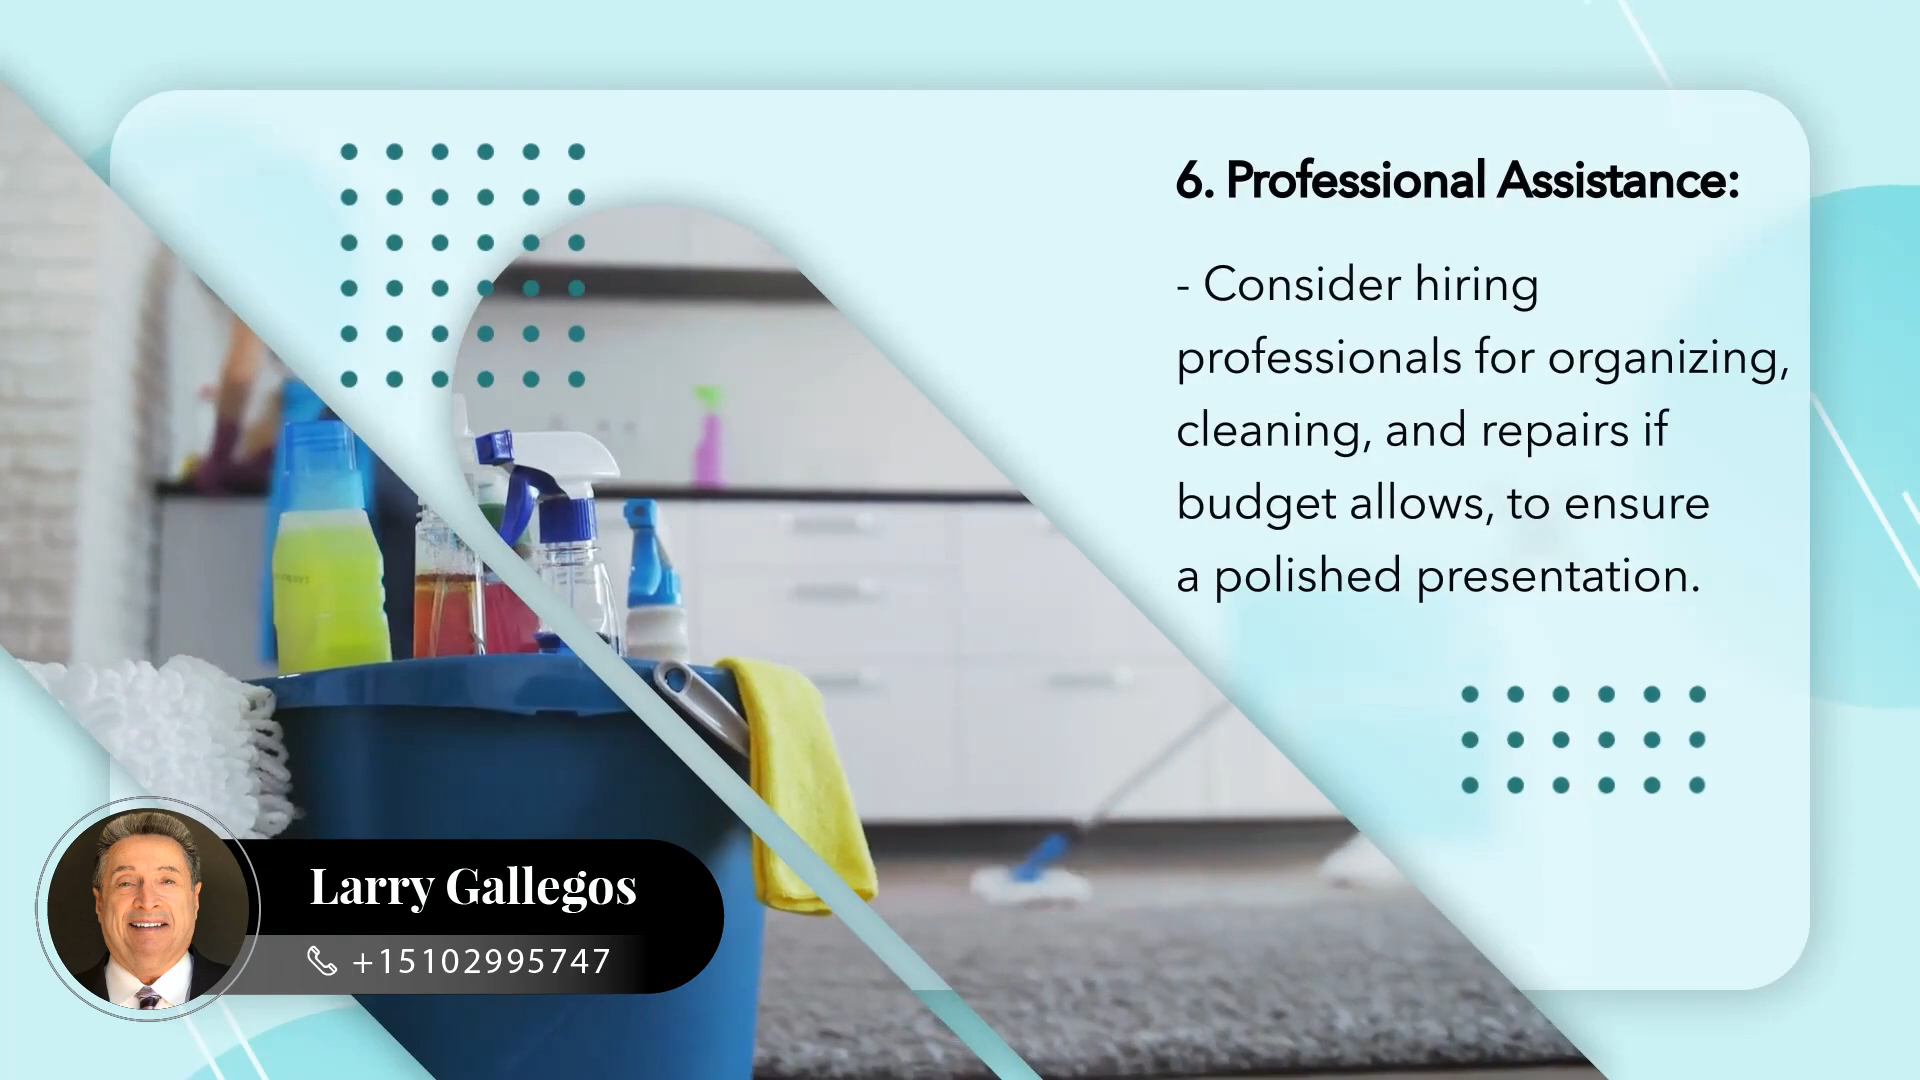 6. Professional Assistance:
- Consider hiring
professionals for organizing,
cleaning, and repairs if
budget allows, to ensure
a polished presentation.
Larry Gallegos
+15102995747